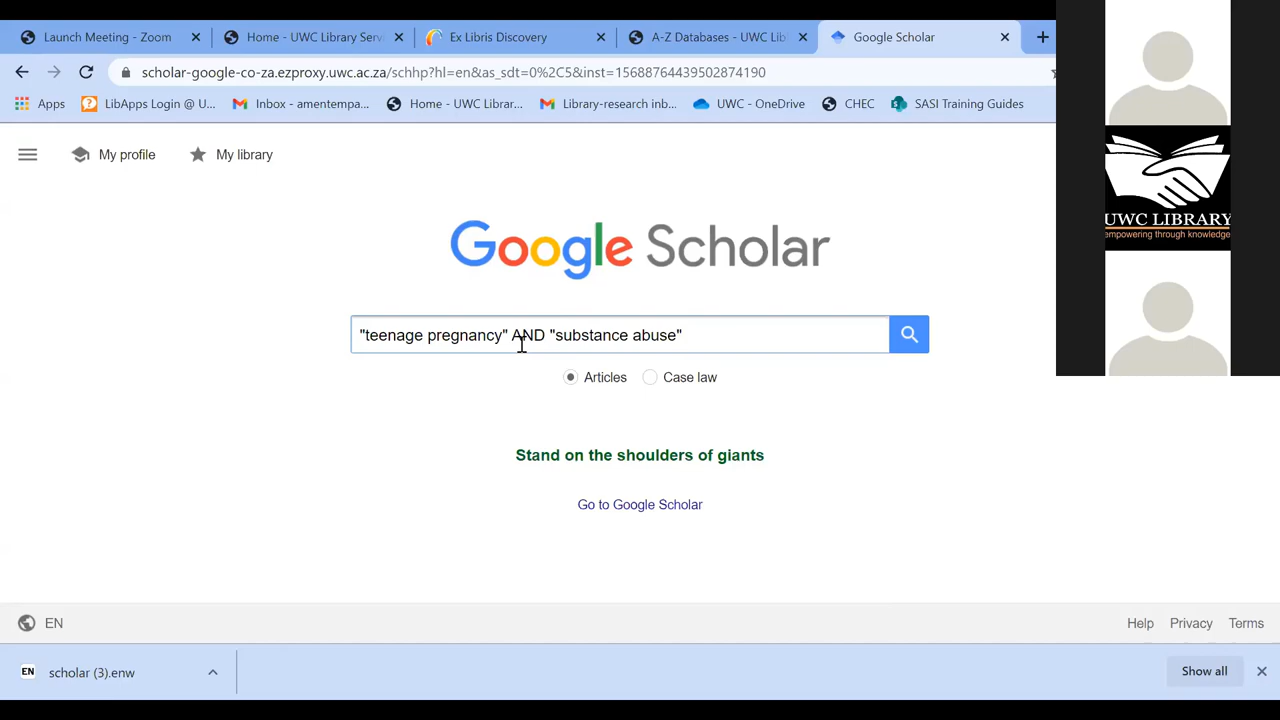 Launch Meeting - Zoom
Home - UWC Library Serv
Ex Libris Discovery
A-Z Databases - UWC Lib
Google Scholar
scholar-google-co-za.ezproxy.uwc.ac.za/schhp?hl=en&as_sdt=0%2C5&inst=15688764439502874190
Apps
LibApps Login @ U...
Inbox - amentempa...
Home - UWC Librar...
Library-research inb...
UWC - OneDrive
CHEC
SASI Training Guides
My profile
My library
Google Scholar
"teenage pregnancy" AND "substance abuse"
Articles
Case law
Stand on the shoulders of giants
Go to Google Scholar
EN
Help
Privacy
Terms
EN
scholar (3).enw
Show all
UWC LIBRARY
empowering through knowledge